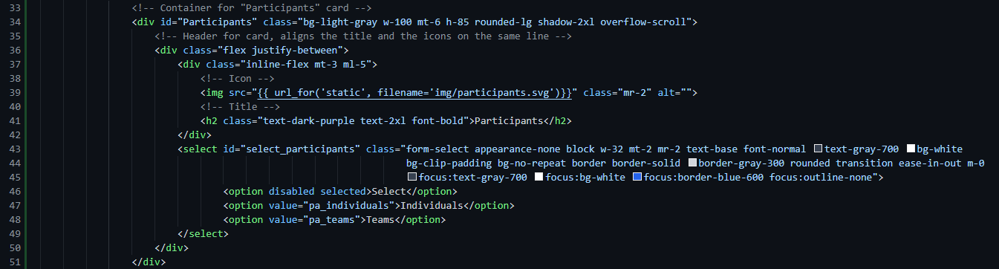 33 <!-- Container for "Participants" card -->
34 <div id="Participants" class="bg-light-gray w-100 mt-6 h-85 rounded-lg shadow-2xl overflow-scroll">
35 <!-- Header for card, aligns the title and the icons on the same line -->
36 <div class="flex justify-between">
37 <div class="inline-flex mt-3 ml-5">
38 <!-- Icon -->
39 <img src="{{ url_for('static', filename='img/participants.svg')}}" class="mr-2" alt="">
40 <!-- Title -->
41 <h2 class="text-dark-purple text-2xl font-bold">Participants</h2>
42 </div>
43 <select id="select_participants" class="form-select appearance-none block w-32 mt-2 mr-2 text-base font-normal text-gray-700 bg-white
44 bg-clip-padding bg-no-repeat border border-solid border-gray-300 rounded transition ease-in-out m-0
45 focus:text-gray-700 focus:bg-white focus:border-blue-600 focus:outline-none">
46 <option disabled selected>Select</option>
47 <option value="pa_individuals">Individuals</option>
48 <option value="pa_teams">Teams</option>
49 </select>
50 </div>
51 </div>